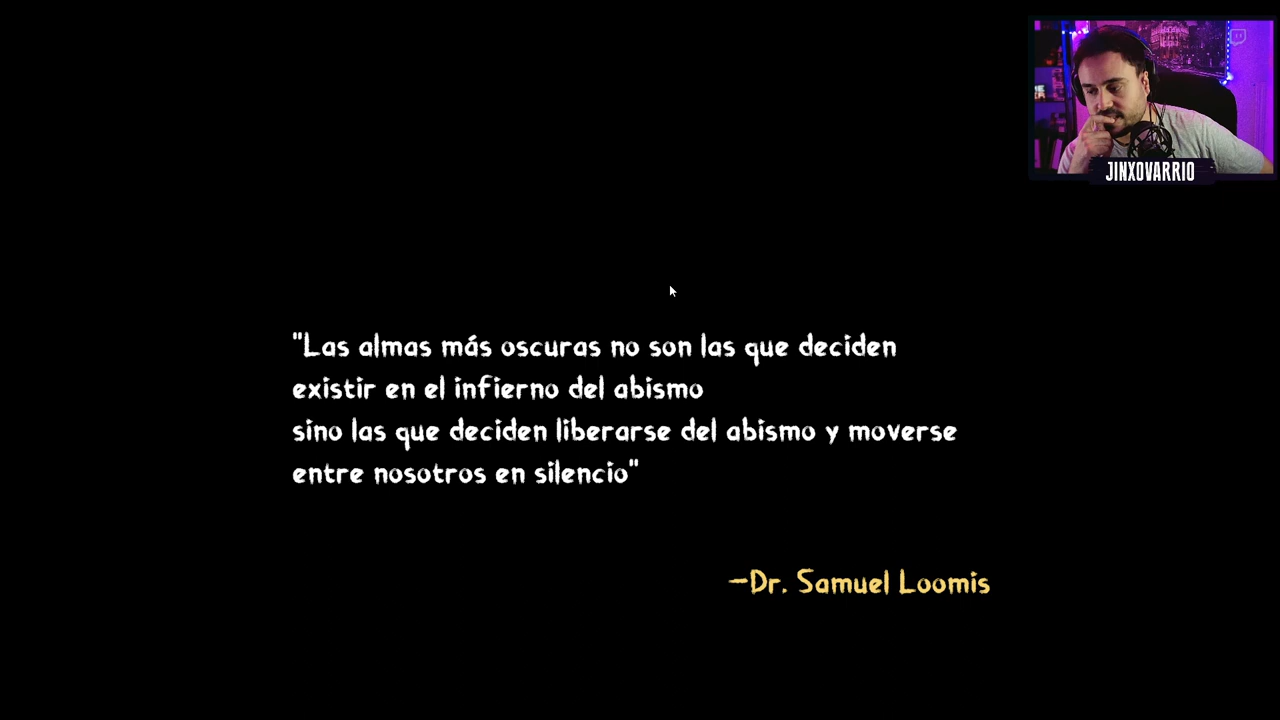 JINXOVARRIO
"Las almas más oscuras no son las que deciden
existir en el infierno del abismo
sino las que deciden liberarse del abismo y moverse
entre nosotros en silencio"
—Dr. Samuel Loomis